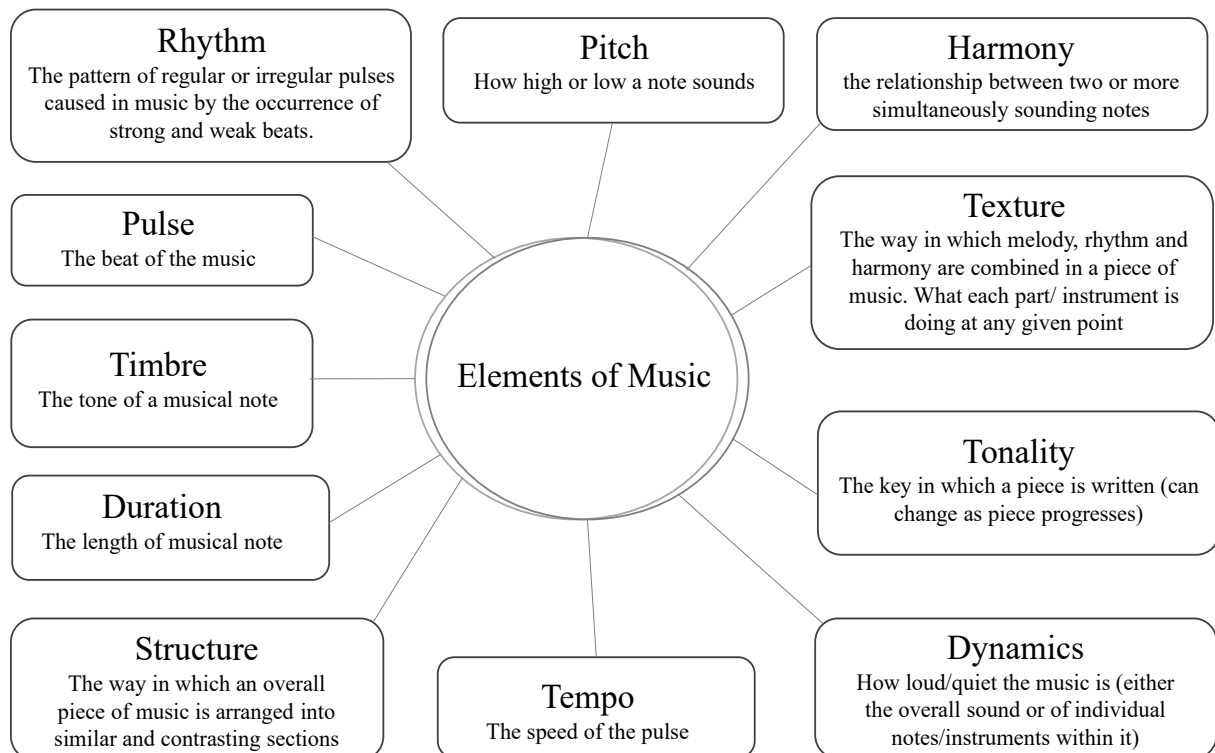 Rhythm
The pattern of regular or irregular pulses
caused in music by the occurrence of
strong and weak beats.
Pitch
How high or low a note sounds
Harmony
the relationship between two or more
simultaneously sounding notes
Pulse
The beat of the music
Texture
The way in which melody, rhythm and
harmony are combined in a piece of
music. What each part/ instrument is
doing at any given point
Timbre
The tone of a musical note
Elements of Music
Tonality
The key in which a piece is written (can
change as piece progresses)
Duration
The length of musical note
Structure
The way in which an overall
piece of music is arranged into
similar and contrasting sections
Tempo
The speed of the pulse
Dynamics
How loud/quiet the music is (either
the overall sound or of individual
notes/instruments within it)